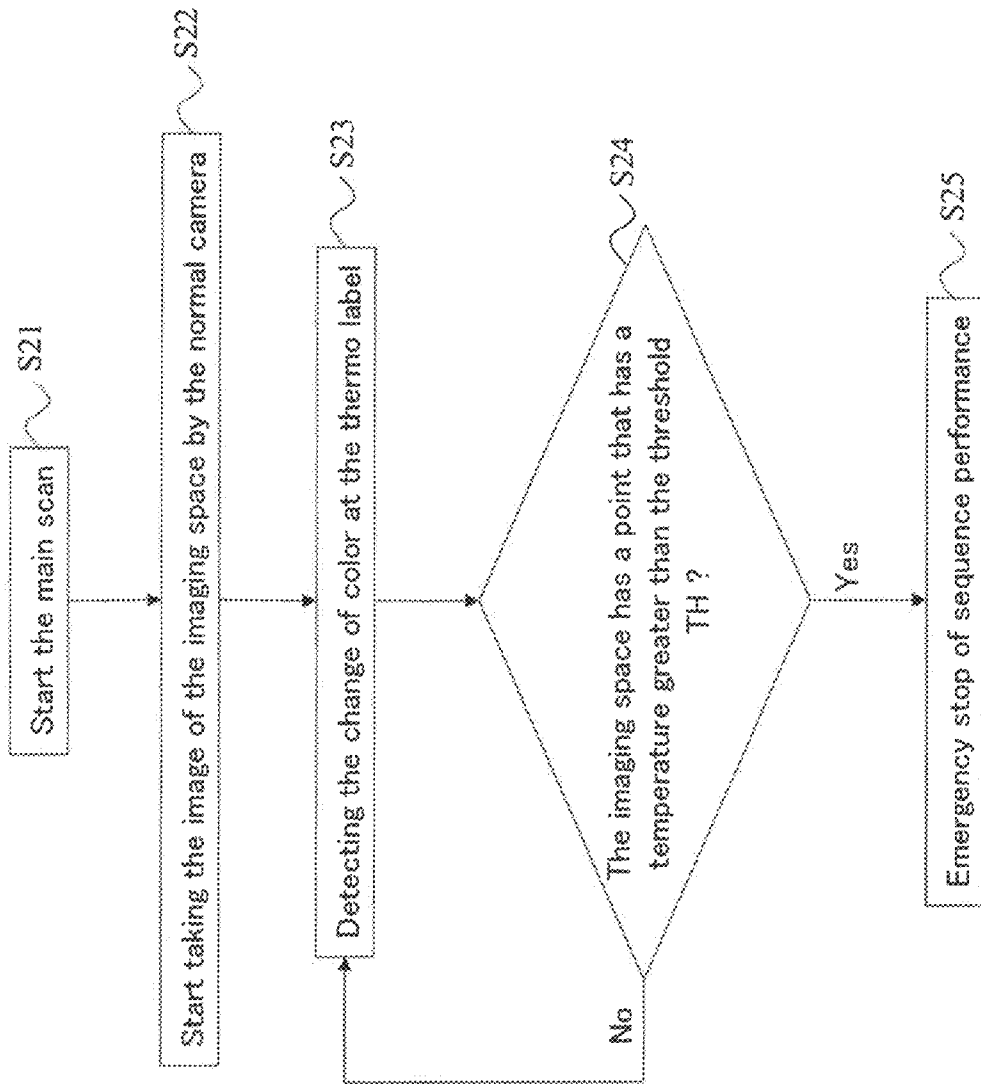 Start the main scan
S21
Start taking the image of the imaging space by the normal camera
S22
Detecting the change of color at the thermo label
S23
The imaging space has a point that has a
temperature greater than the threshold
TH ?
S24
No
Yes
Emergency stop of sequence performance
S25